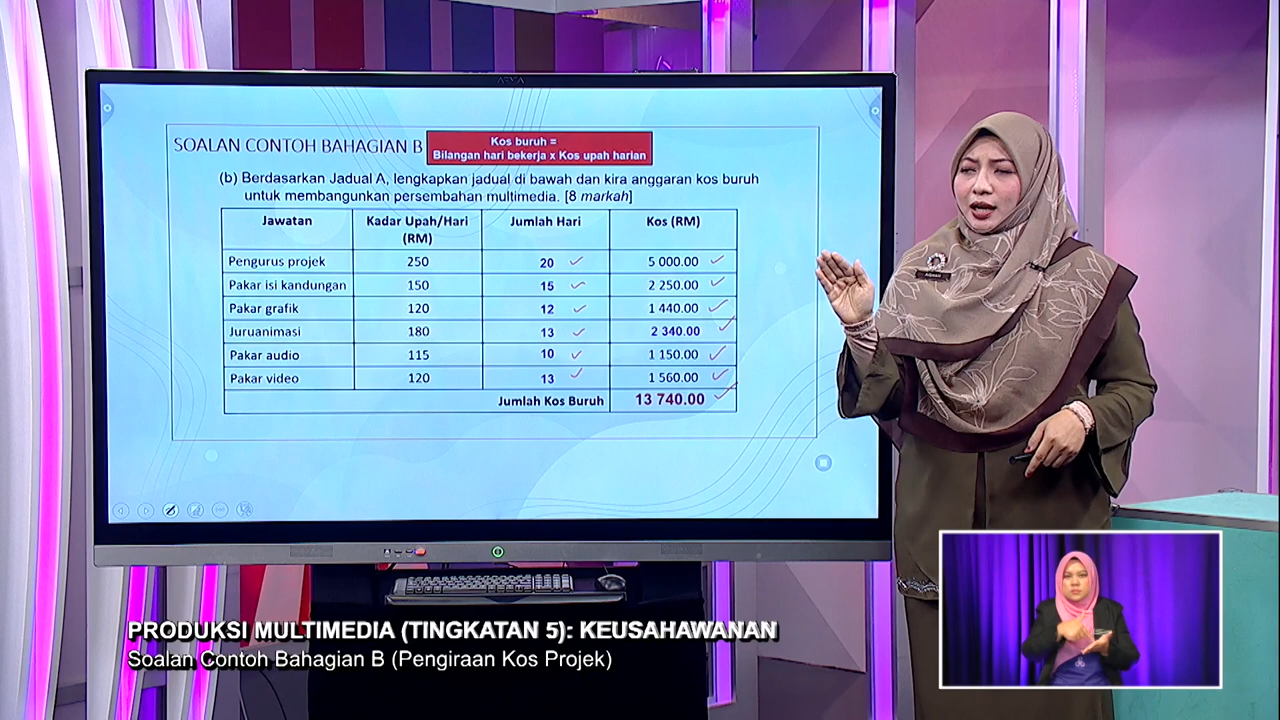 SOALAN CONTOH BAHAGIAN B
Kos buruh =
Bilangan hari bekerja x Kos upah harian
(b) Berdasarkan Jadual A, lengkapkan jadual di bawah dan kira anggaran kos buruh
untuk membangunkan persembahan multimedia. [8 markah]
Jawatan Kadar Upah/Hari (RM) Jumlah Hari Kos (RM)
Pengurus projek 250 20 5 000.00
Pakar isi kandungan 150 15 2 250.00
Pakar grafik 120 12 1 440.00
Juruanimasi 180 13 2 340.00
Pakar audio 115 10 1 150.00
Pakar video 120 13 1 560.00
Jumlah Kos Buruh 13 740.00
PRODUKSI MULTIMEDIA (TINGKATAN 5): KEUSAHAWANAN
Soalan Contoh Bahagian B (Pengiraan Kos Projek)